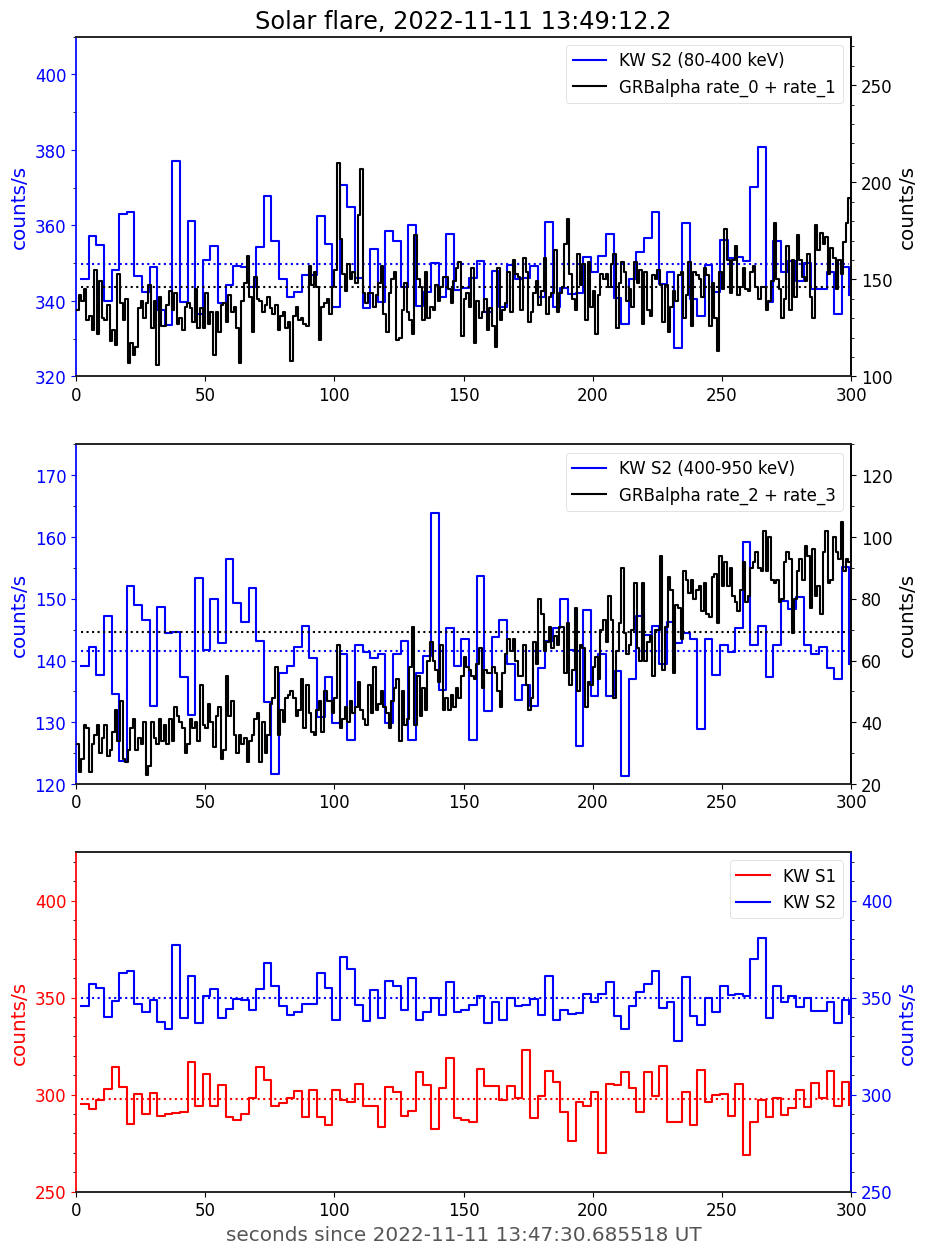 Solar flare, 2022-11-11 13:49:12.2
KW S2 (80-400 keV)
GRBalpha rate_0 + rate_1
counts/s
counts/s
400
380
360
340
320
250
200
150
100
0 50 100 150 200 250 300
KW S2 (400-950 keV)
GRBalpha rate_2 + rate_3
counts/s
counts/s
170
160
150
140
130
120
120
100
80
60
40
20
0 50 100 150 200 250 300
KW S1
KW S2
counts/s
counts/s
400
350
300
250
400
350
300
250
0 50 100 150 200 250 300
seconds since 2022-11-11 13:47:30.685518 UT